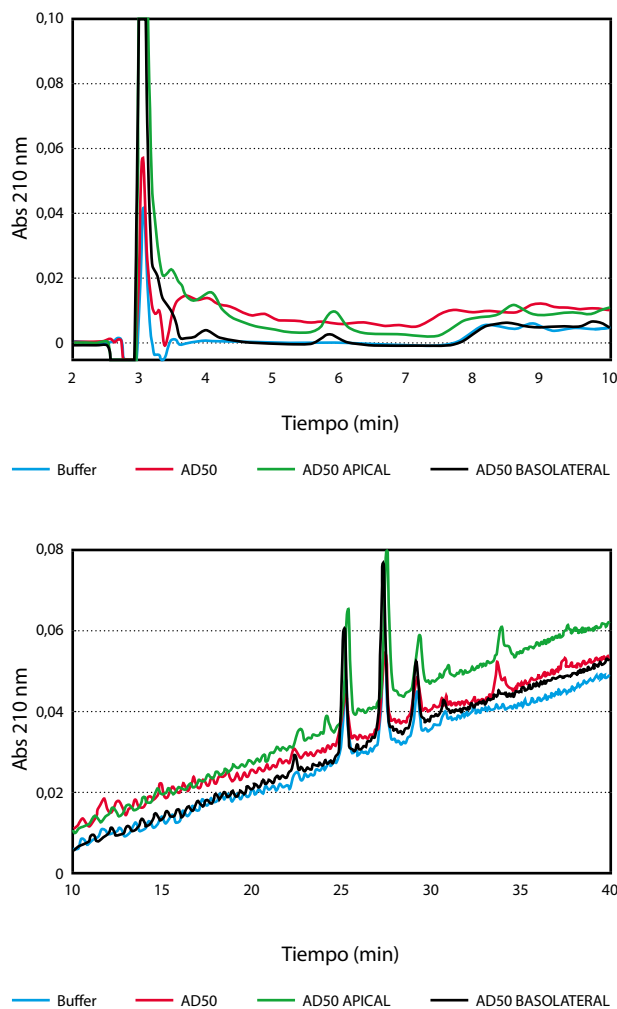 0,10
0,08
0,06
0,04
0,02
0
Abs 210 nm
2 3 4 5 6 7 8 9 10
Tiempo (min)
Buffer AD50 AD50 APICAL AD50 BASOLATERAL
0,08
0,06
0,04
0,02
0
Abs 210 nm
10 15 20 25 30 35 40
Tiempo (min)
Buffer AD50 AD50 APICAL AD50 BASOLATERAL